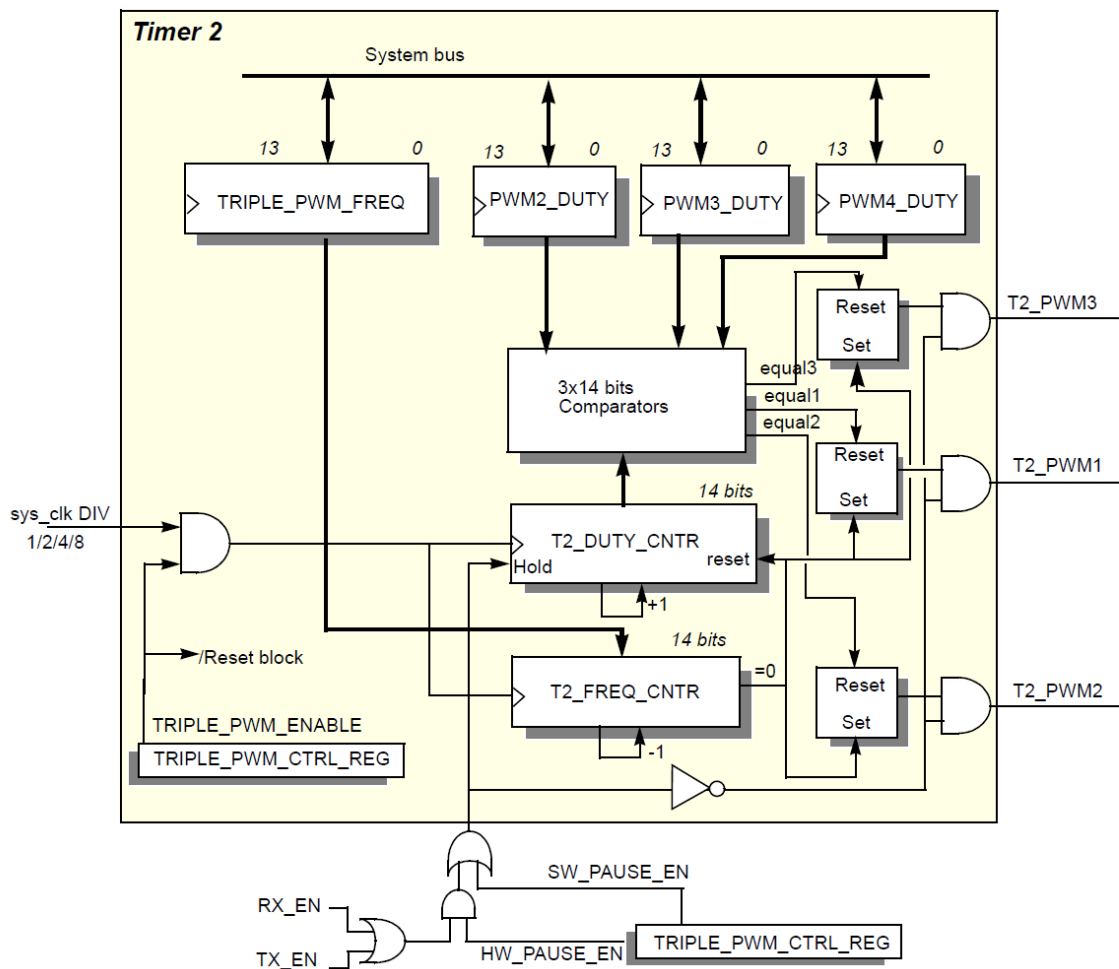 Timer 2
System bus
13 0
13 0
13 0
13 0
TRIPLE_PWM_FREQ
PWM2_DUTY
PWM3_DUTY
PWM4_DUTY
Reset
Set
T2_PWM3
3x14 bits
Comparators
equal3
equal1
equal2
Reset
Set
T2_PWM1
14 bits
sys_clk DIV
1/2/4/8
T2_DUTY_CNTR
Hold
reset
+1
14 bits
/Reset block
T2_FREQ_CNTR
=0
-1
Reset
Set
T2_PWM2
TRIPLE_PWM_ENABLE
TRIPLE_PWM_CTRL_REG
SW_PAUSE_EN
RX_EN
TX_EN
HW_PAUSE_EN
TRIPLE_PWM_CTRL_REG